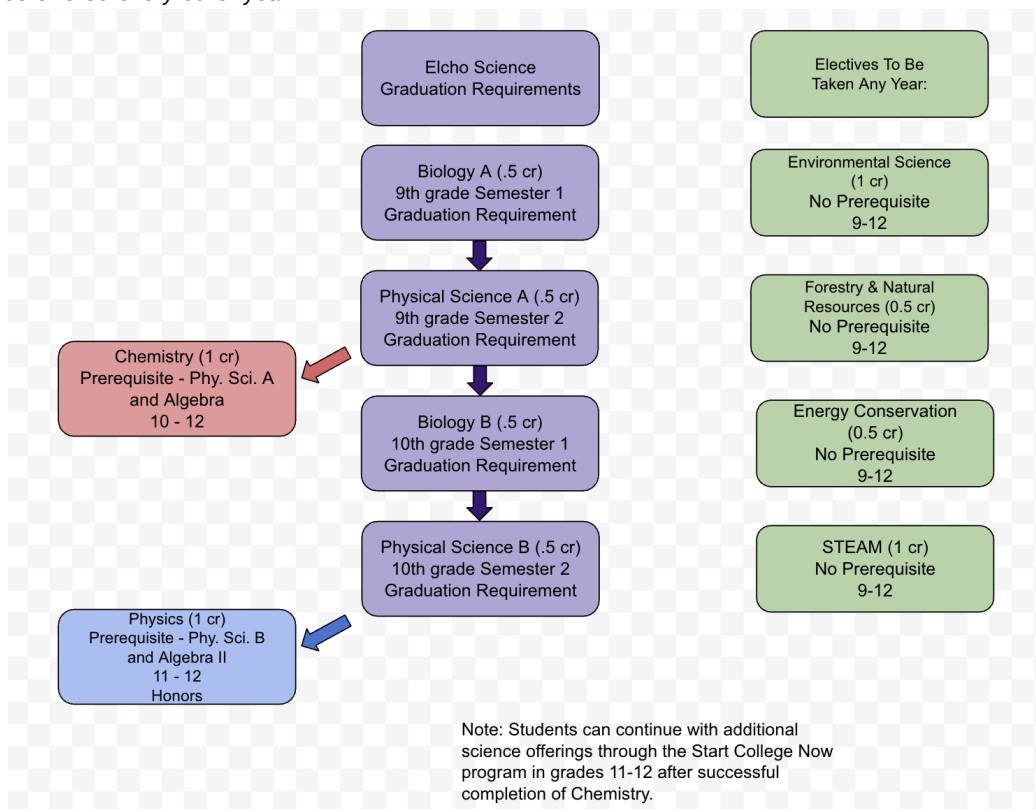 Elcho Science
Graduation Requirements
Electives To Be
Taken Any Year:
Biology A (.5 cr)
9th grade Semester 1
Graduation Requirement
Environmental Science
(1 cr)
No Prerequisite
9-12
Physical Science A (.5 cr)
9th grade Semester 2
Graduation Requirement
Forestry & Natural
Resources (0.5 cr)
No Prerequisite
9-12
Chemistry (1 cr)
Prerequisite - Phy. Sci. A
and Algebra
10 - 12
Biology B (.5 cr)
10th grade Semester 1
Graduation Requirement
Energy Conservation
(0.5 cr)
No Prerequisite
9-12
Physical Science B (.5 cr)
10th grade Semester 2
Graduation Requirement
STEAM (1 cr)
No Prerequisite
9-12
Physics (1 cr)
Prerequisite - Phy. Sci. B
and Algebra II
11 - 12
Honors
Note: Students can continue with additional
science offerings through the Start College Now
program in grades 11-12 after successful
completion of Chemistry.